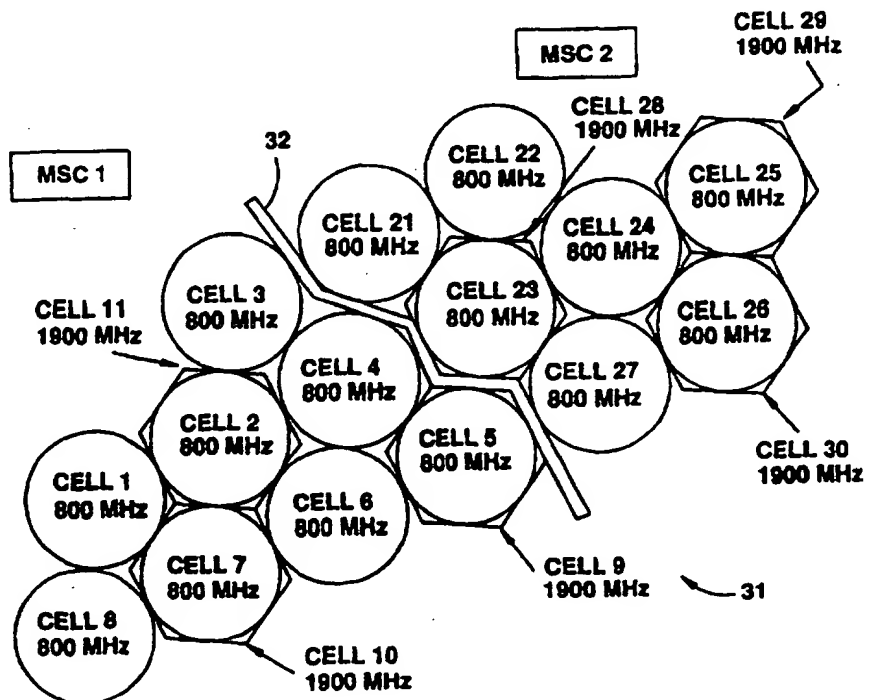 CELL 29
1900 MHz
MSC 2
CELL 28
1900 MHz
32
MSC 1
CELL 22
800 MHz
CELL 25
800 MHz
CELL 21
800 MHz
CELL 24
800 MHz
CELL 3
800 MHz
CELL 23
800 MHz
CELL 11
1900 MHz
CELL 26
800 MHz
CELL 4
800 MHz
CELL 27
800 MHz
CELL 2
800 MHz
CELL 5
800 MHz
CELL 30
1900 MHz
CELL 1
800 MHz
CELL 6
800 MHz
CELL 7
800 MHz
CELL 9
1900 MHz
31
CELL 8
800 MHz
CELL 10
1900 MHz